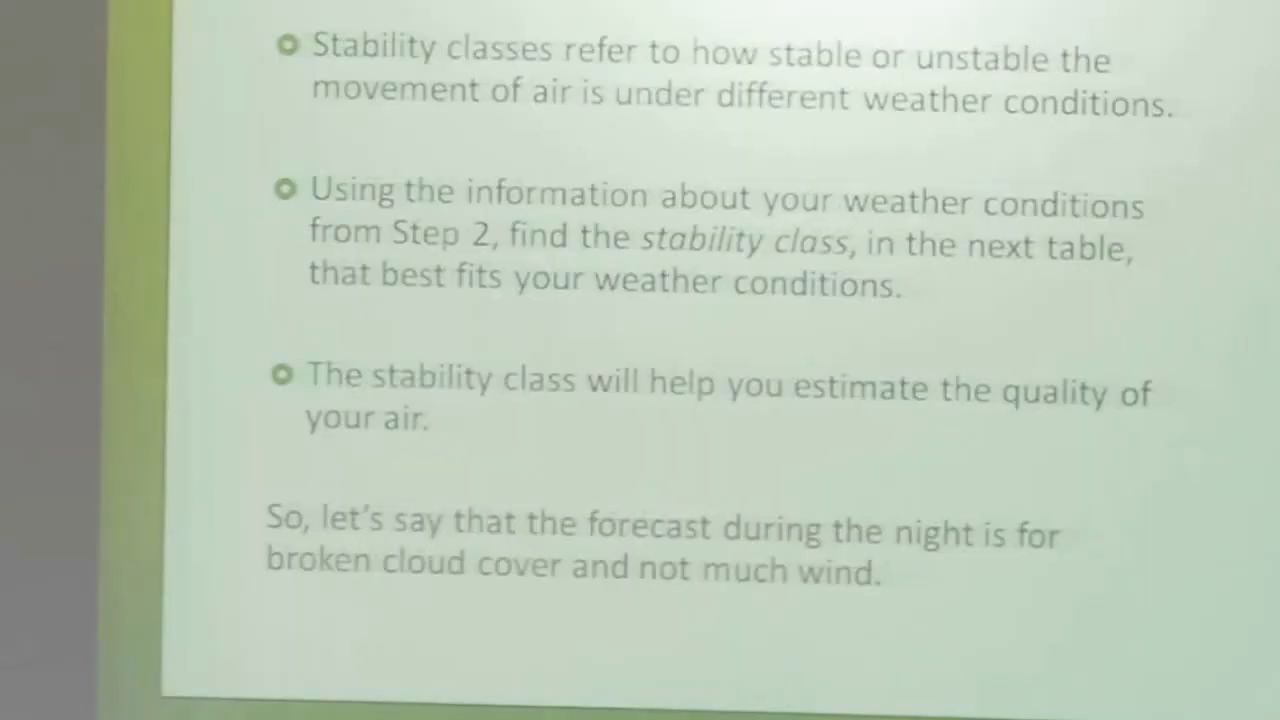 Stability classes refer to how stable or unstable the
movement of air is under different weather conditions.
Using the information about your weather conditions
from Step 2, find the stability class, in the next table,
that best fits your weather conditions.
The stability class will help you estimate the quality of
your air.
So, let's say that the forecast during the night is for
broken cloud cover and not much wind.